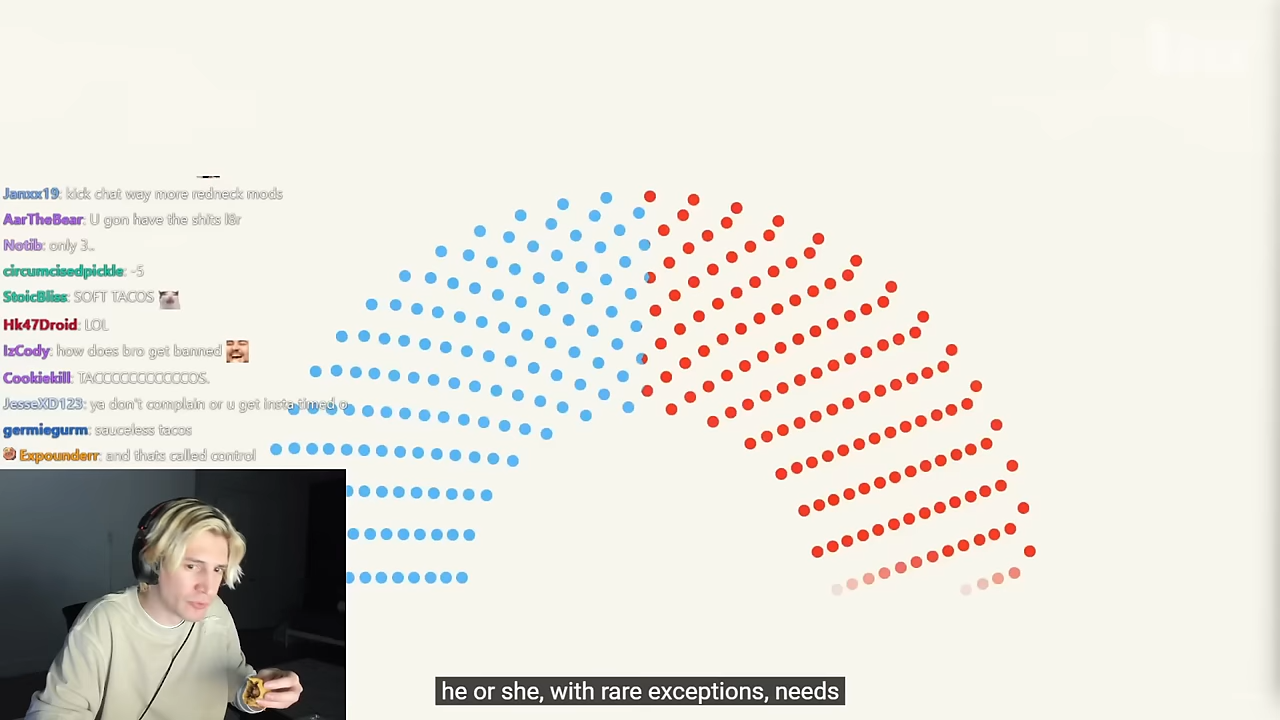 Janxx19: kick chat way more redneck mods
AarTheBear: U gon have the shits l8r
Notib: only 3..
circumcisedpickle: -5
StoicBliss: SOFT TACOS
Hk47Droid: LOL
IzCody: how does bro get banned
Cookiekill: TACCCCCCCCCCCOS.
JesseXD123: ya don't complain or u get insta timed o
germiegurm: sauceless tacos
Expounderr: and thats called control
he or she, with rare exceptions, needs